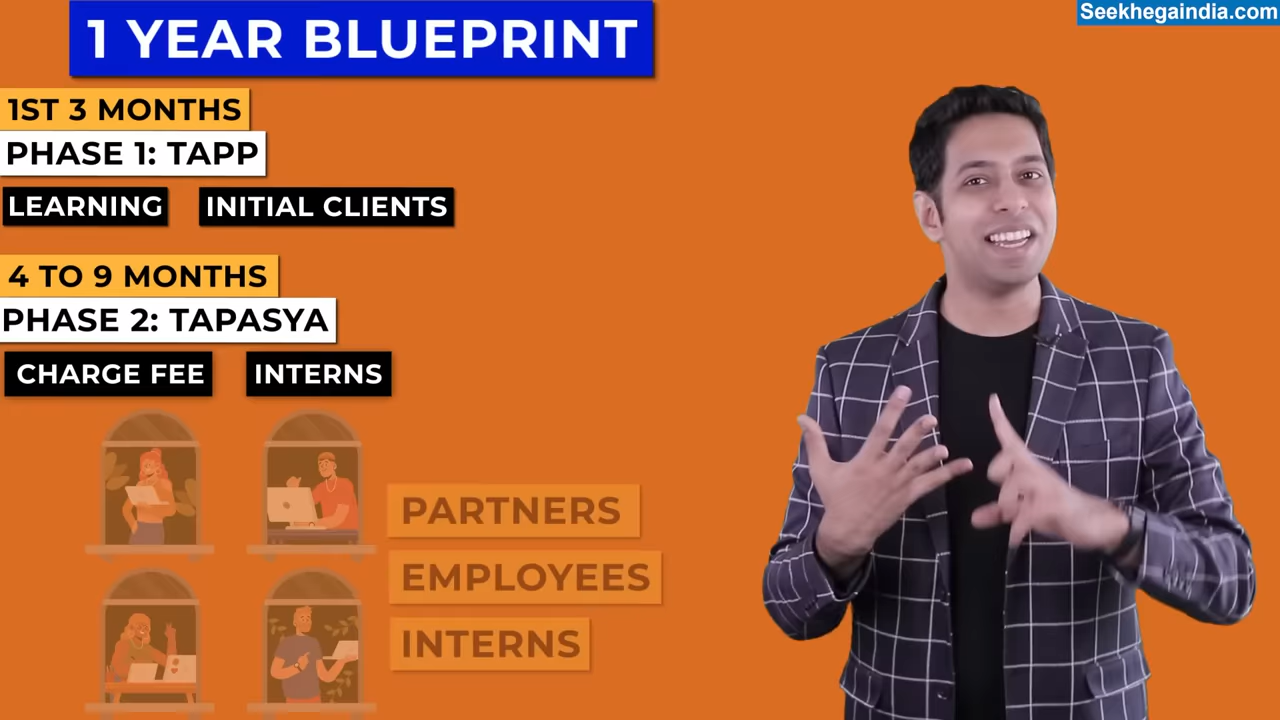 Seekhegaindia.com
1 YEAR BLUEPRINT
1ST 3 MONTHS
PHASE 1: TAPP
LEARNING INITIAL CLIENTS
4 TO 9 MONTHS
PHASE 2: TAPASYA
CHARGE FEE INTERNS
PARTNERS
EMPLOYEES
INTERNS